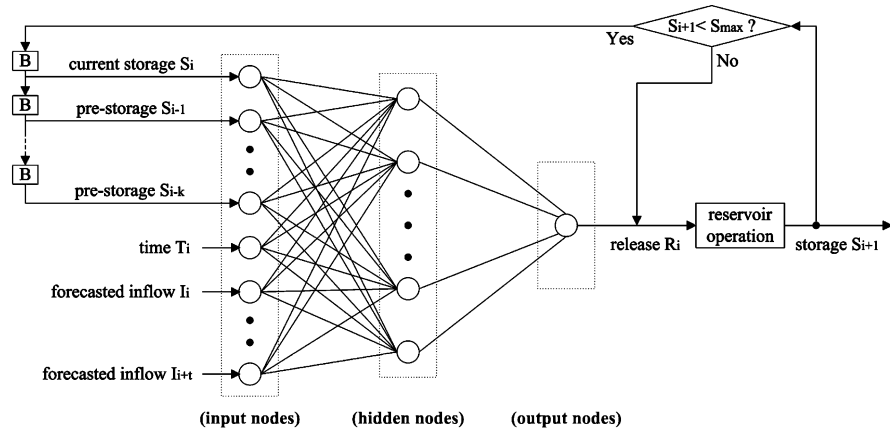 Si+1< Smax ?
Yes
No
B
current storage Si
B
pre-storage Si-1
B
pre-storage Si-k
time Ti
forecasted inflow Ii
forecasted inflow Ii+t
release Ri
reservoir
operation
storage Si+1
(input nodes)
(hidden nodes)
(output nodes)